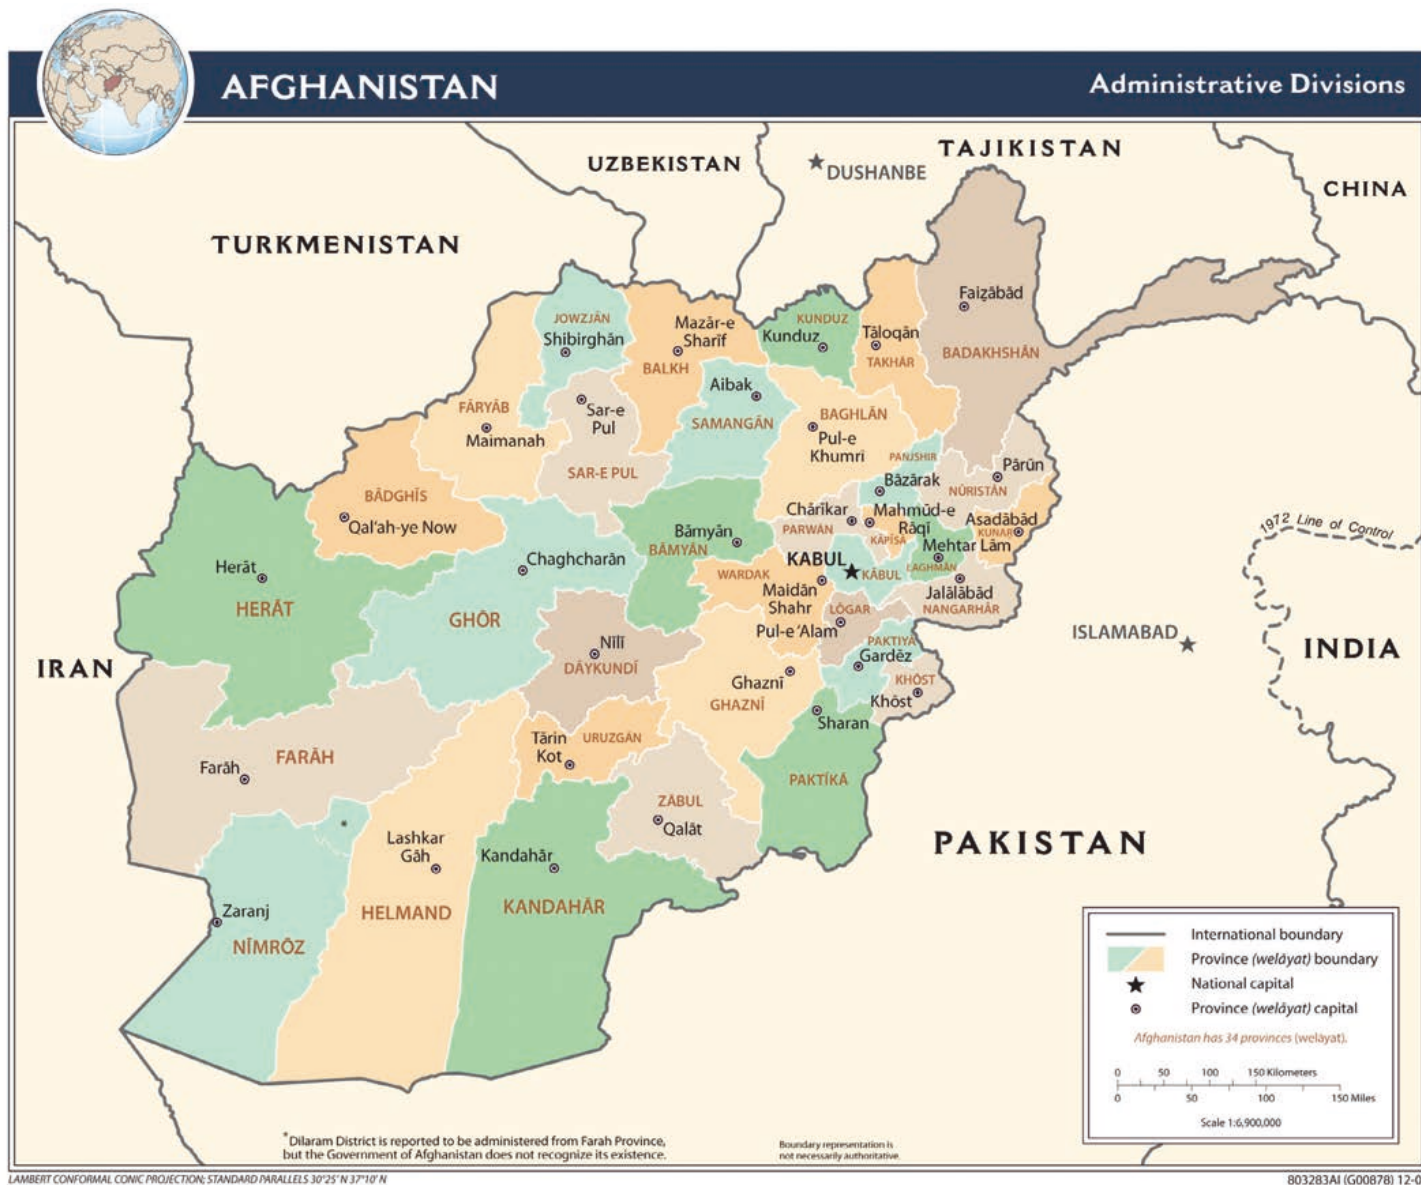 AFGHANISTAN
Administrative Divisions
UZBEKISTAN
TAJIKISTAN
DUSHANBE
CHINA
TURKMENISTAN
Faiẕābād
JOWZJĀN
Shibirghān
Mazār-e
Sharīf
BALKH
KUNDUZ
Kunduz
Tāloqān
TAKHĀR
BADAKHSHĀN
Aibak
SAMANGĀN
FĀRYĀB
Maimanah
Sar-e
Pul
SAR-E PUL
BAGHLĀN
Pul-e
Khumrī
PANJSHIR
Bāzārak
Pārūn
NŪRISTĀN
BĀDGHĪS
Qal‘ah-ye Now
Chārīkar
PARWĀN
Mahmūd-e
Rāqī
KĀPĪSĀ
Asadābād
KUNAR
1972 Line of Control
Bāmyān
BĀMYĀN
Mehtar Lām
LAGHMĀN
Herāt
HERĀT
Chaghcharān
GHŌR
KABUL
KĀBUL
WARDAK
Maidān
Shahr
Jalālābād
NANGARHĀR
LŌGAR
Pul-e ‘Alam
PAKTIYĀ
Gardēz
ISLAMABAD
INDIA
IRAN
Nīlī
DĀYKUNDĪ
Ghaznī
GHAZNĪ
KHŌST
Khōst
Sharan
Tārin
Kot
URUZGĀN
FARĀH
Farāh
PAKTĪKĀ
ZĀBUL
Qalāt
*
Lashkar
Gāh
HELMAND
Kandahār
KANDAHĀR
PAKISTAN
Zaranj
NĪMRŌZ
International boundary
Province (welāyat) boundary
National capital
Province (welāyat) capital
Afghanistan has 34 provinces (welāyat).
0 50 100 150 Kilometers
0 50 100 150 Miles
Scale 1:6,900,000
*Dilaram District is reported to be administered from Farah Province,
but the Government of Afghanistan does not recognize its existence.
Boundary representation is
not necessarily authoritative.
LAMBERT CONFORMAL CONIC PROJECTION; STANDARD PARALLELS 30°25' N 37°10' N
803283AI (G00878) 12-0